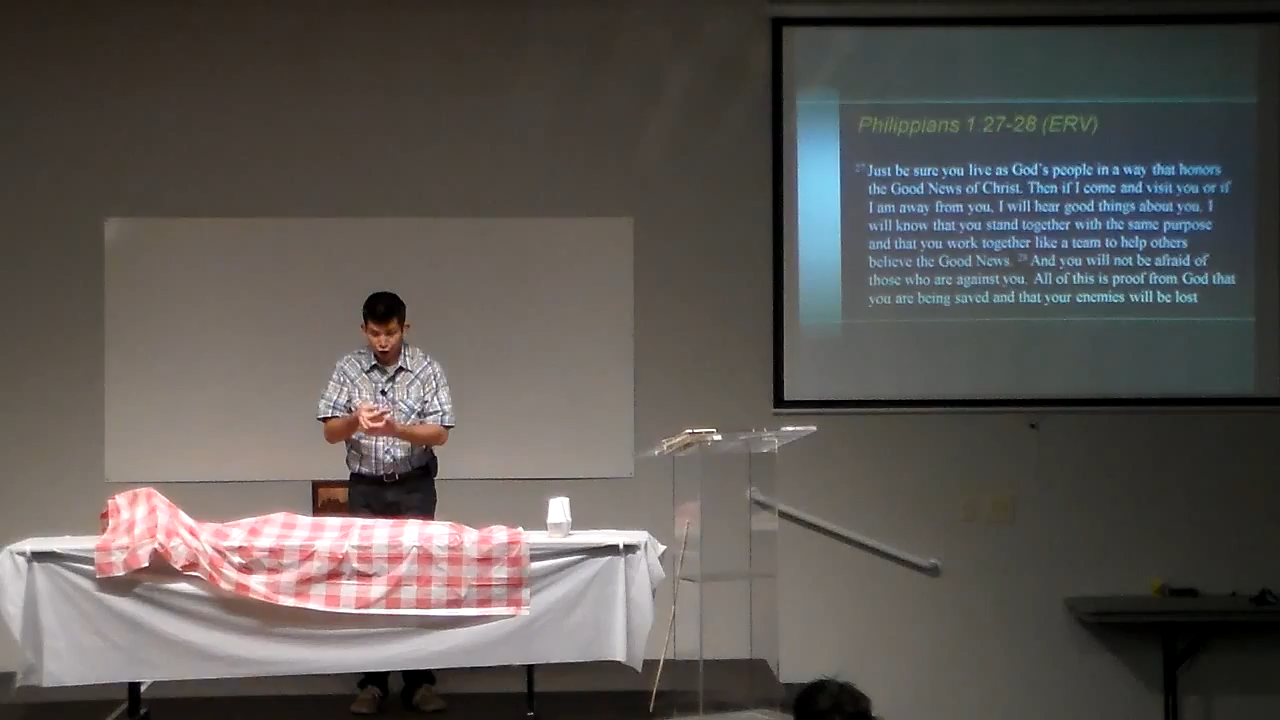 Philippians 1 27-28 (ERV)
27 Just be sure you live as God's people in a way that honors
the Good News of Christ. Then if I come and visit you or if
I am away from you, I will hear good things about you. I
will know that you stand together with the same purpose
and that you work together like a team to help others
believe the Good News. 28 And you will not be afraid of
those who are against you. All of this is proof from God that
you are being saved and that your enemies will be lost